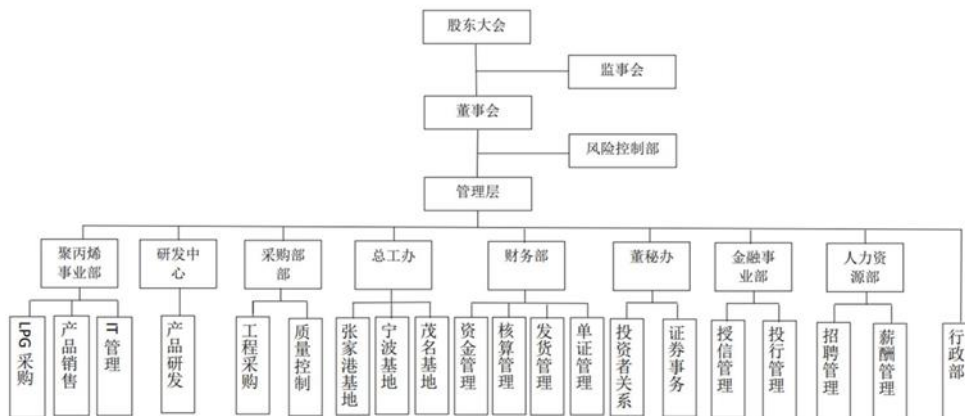 股东大会
监事会
董事会
风险控制部
管理层
聚丙烯
事业部
研发中
心
采购部
部
总工办
财务部
董秘办
金融事
业部
人力资
源部
LPG 采购
产品销售
IT 管理
产品研发
工程采购
质量控制
张家港基地
宁波基地
茂名基地
资金管理
核算管理
发货管理
单证管理
投资者关系
证券事务
授信管理
投行管理
招聘管理
薪酬管理
行政部